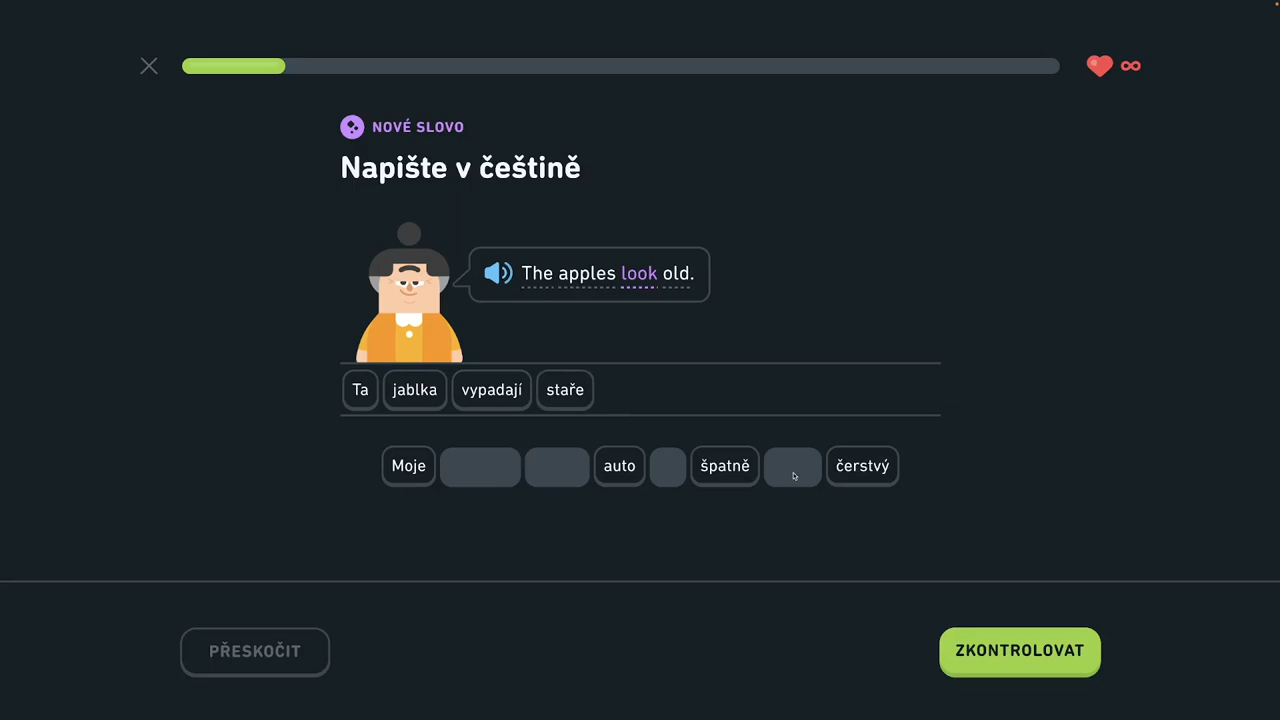 NOVÉ SLOVO
Napište v češtině
The apples look old.
Ta jablka vypadají staře
Moje auto špatně čerstvý
PŘESKOČIT ZKONTROLOVAT